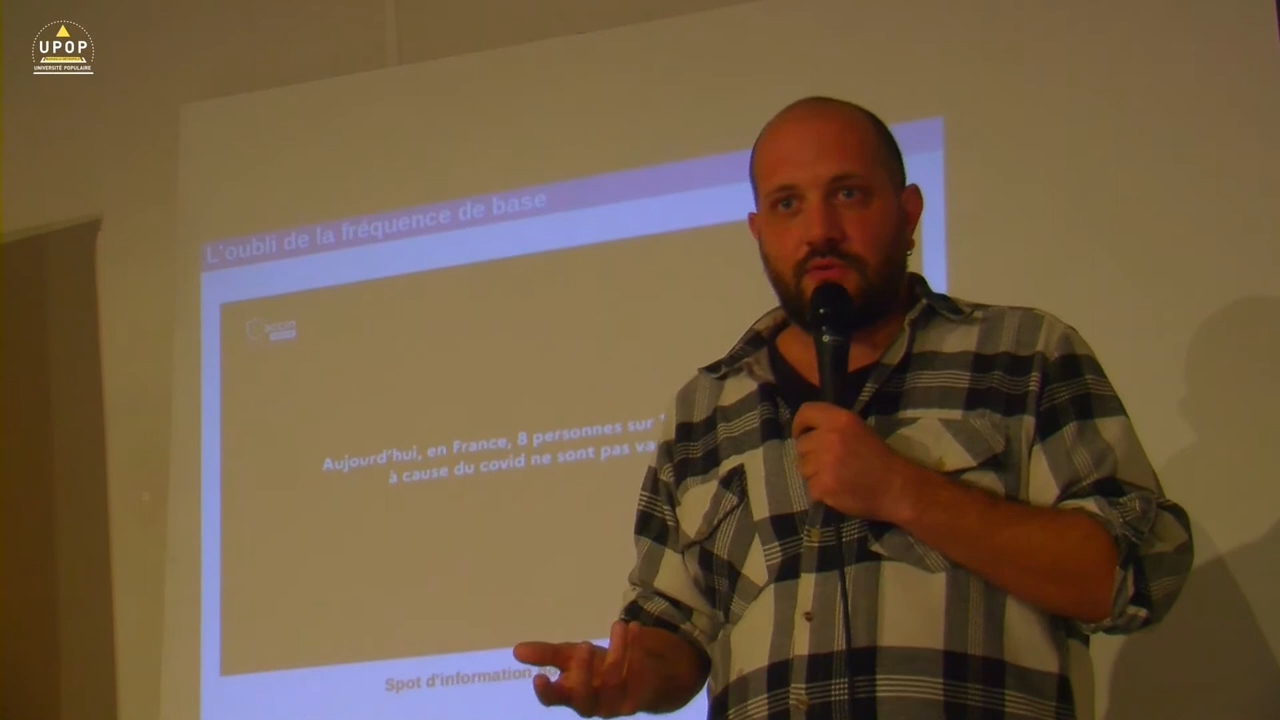 UPOP
UNIVERSITÉ POPULAIRE
L'oubli de la fréquence de base
Aujourd'hui, en France, 8 personnes sur
à cause du covid ne sont pas va
Spot d'information